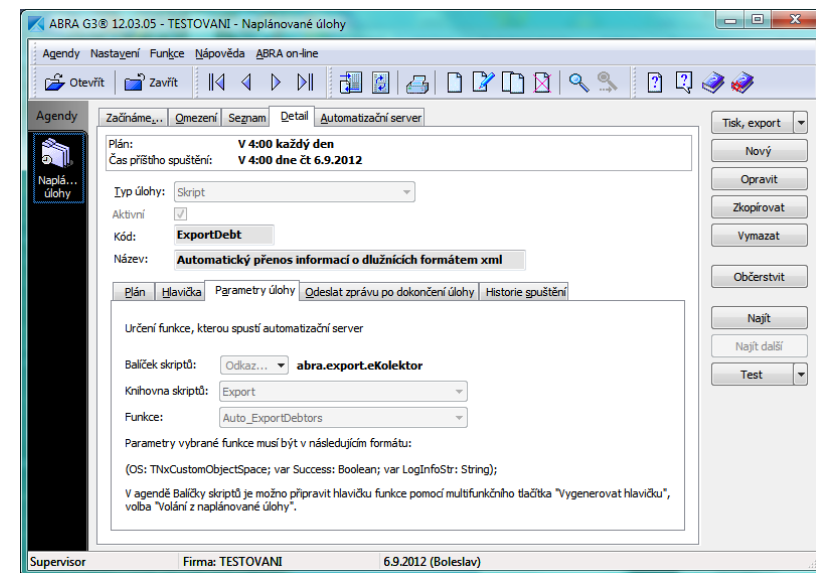 ABRA G3® 12.03.05 - TESTOVANI - Naplánované úlohy
Agendy Nastavení Funkce Nápověda ABRA on-line
Otevřít Zavřít
Agendy
Naplá...
úlohy
Začínáme... Omezení Seznam Detail Automatizační server
Plán: V 4:00 každý den
Čas příštího spuštění: V 4:00 dne čt 6.9.2012
Typ úlohy: Skript
Aktivní
Kód: ExportDebt
Název: Automatický přenos informací o dlužnících formátem xml
Plán Hlavička Parametry úlohy Odeslat zprávu po dokončení úlohy Historie spuštění
Určení funkce, kterou spustí automatizační server
Balíček skriptů: Odkaz... abra.export.eKolektor
Knihovna skriptů: Export
Funkce: Auto_ExportDebtors
Parametry vybrané funkce musí být v následujícím formátu:
(OS: TNxCustomObjectSpace; var Success: Boolean; var LogInfoStr: String);
V agendě Balíčky skriptů je možno připravit hlavičku funkce pomocí multifunkčního tlačítka "Vygenerovat hlavičku",
volba "Volání z naplánované úlohy".
Tisk, export
Nový
Opravit
Zkopírovat
Vymazat
Občerstvit
Najít
Najít další
Test
Supervisor Firma: TESTOVANI 6.9.2012 (Boleslav)